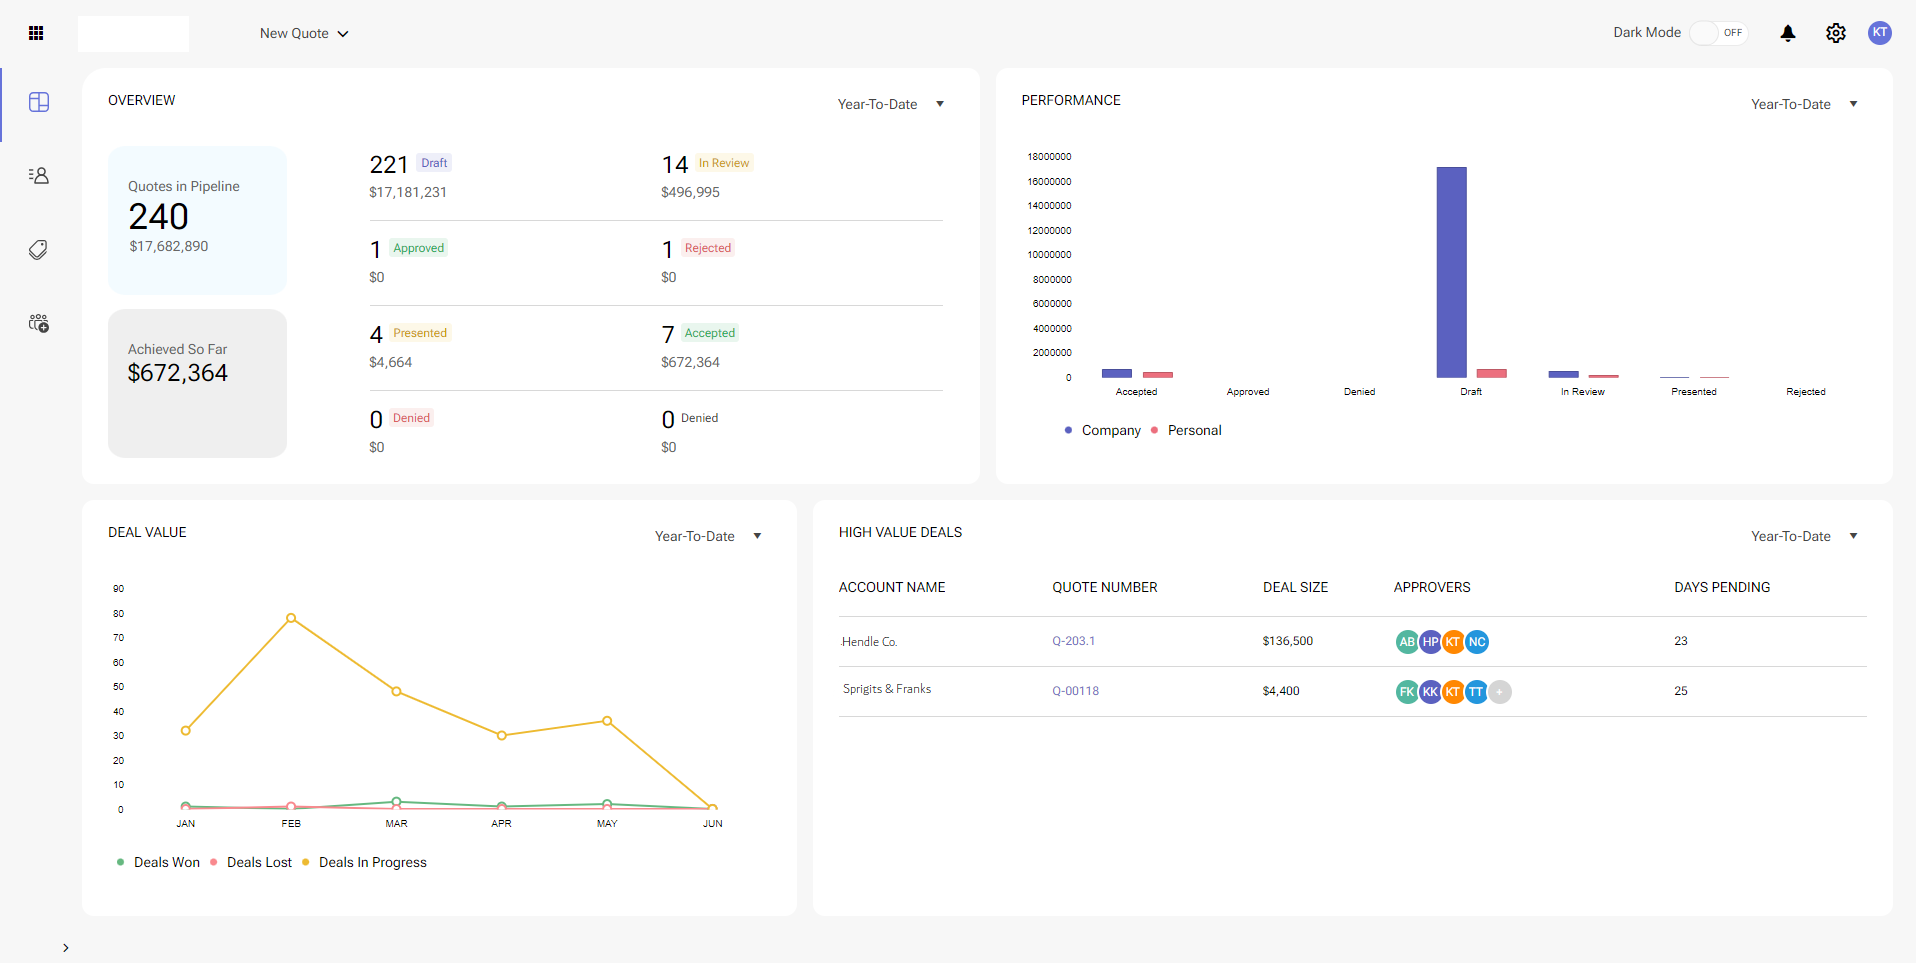 New Quote
Dark Mode OFF KT
OVERVIEW
Year-To-Date
Quotes in Pipeline
240
$17,682,890
Achieved So Far
$672,364
221 Draft
$17,181,231
14 In Review
$496,995
1 Approved
$0
1 Rejected
$0
4 Presented
$4,664
7 Accepted
$672,364
0 Denied
$0
0 Denied
$0
PERFORMANCE
Year-To-Date
18000000
16000000
14000000
12000000
10000000
8000000
6000000
4000000
2000000
0
Accepted Approved Denied Draft In Review Presented Rejected
Company Personal
DEAL VALUE
Year-To-Date
90
80
70
60
50
40
30
20
10
0
JAN FEB MAR APR MAY JUN
Deals Won Deals Lost Deals In Progress
HIGH VALUE DEALS
Year-To-Date
ACCOUNT NAME QUOTE NUMBER DEAL SIZE APPROVERS DAYS PENDING
Hendle Co. Q-203.1 $136,500 AB HP KT NC 23
Sprigits & Franks Q-00118 $4,400 FK KK KT TT + 25